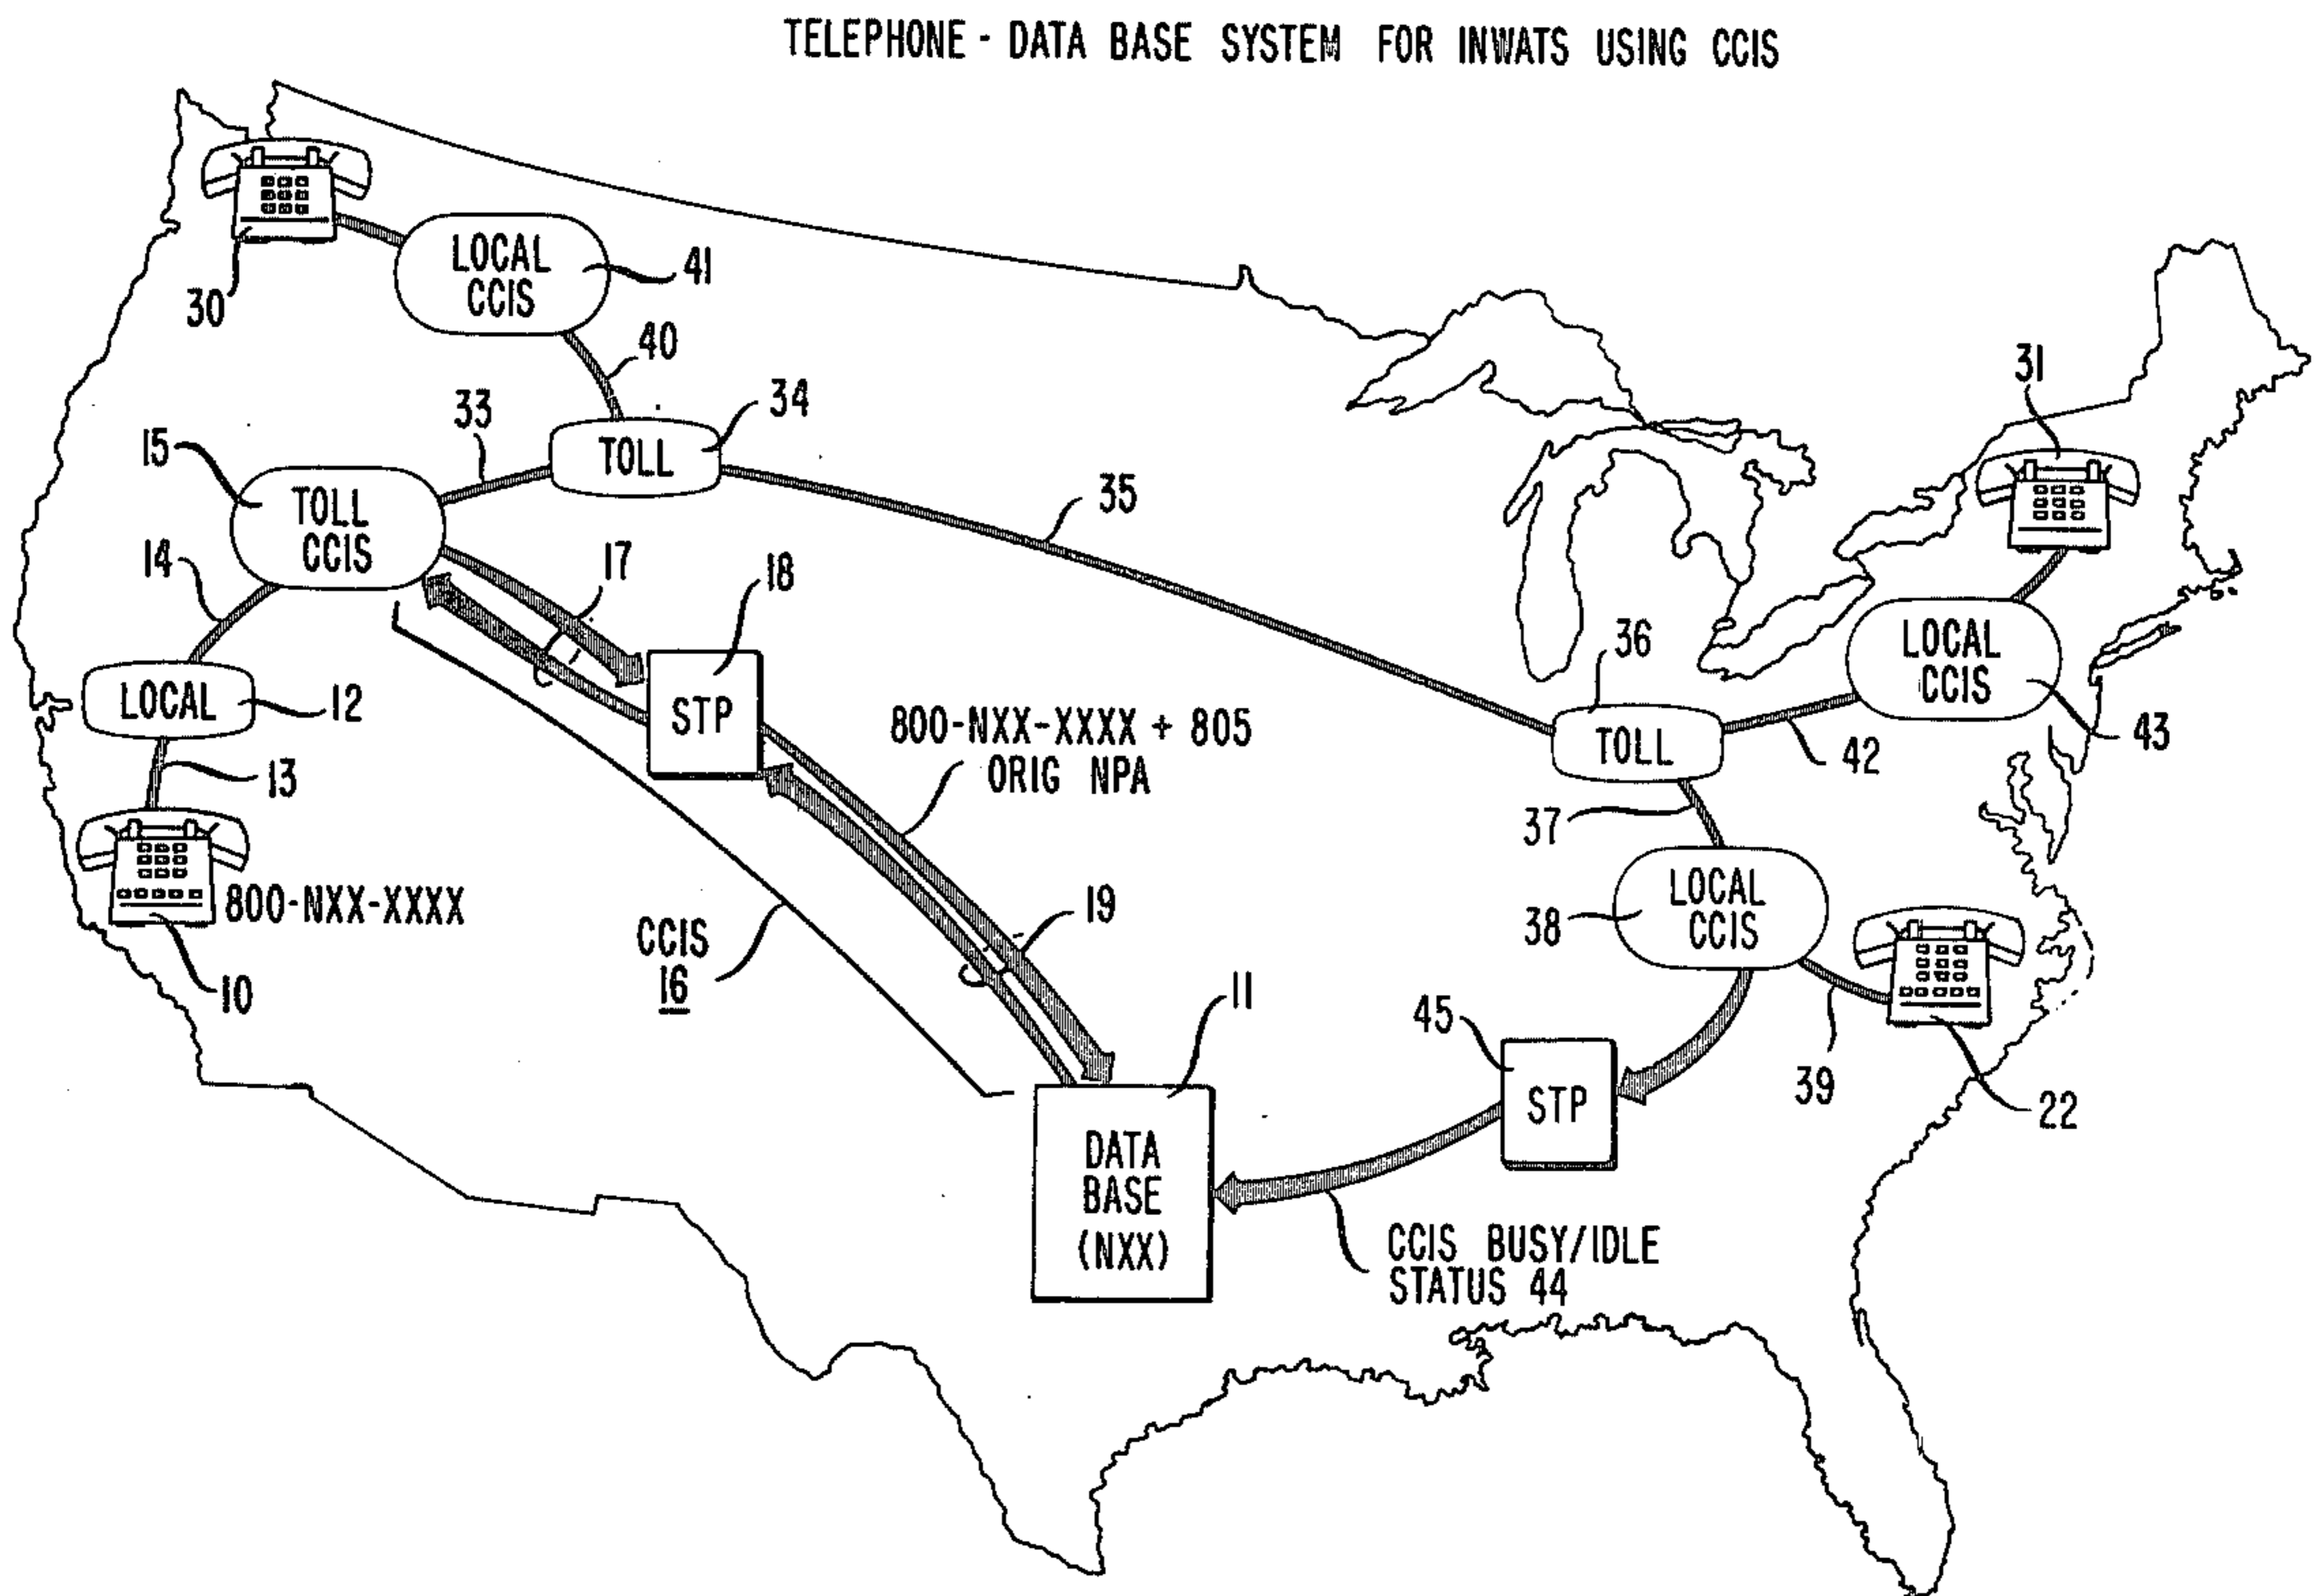 TELEPHONE - DATA BASE SYSTEM FOR INWATS USING CCIS
30
LOCAL
CCIS
41
40
33
34
TOLL
15
TOLL
CCIS
35
31
14
17
18
36
LOCAL
CCIS
LOCAL
12
STP
800-NXX-XXXX + 805
ORIG NPA
TOLL
42
43
13
37
800-NXX-XXXX
10
CCIS
16
19
11
38
LOCAL
CCIS
45
STP
39
22
DATA
BASE
(NXX)
CCIS BUSY/IDLE
STATUS 44